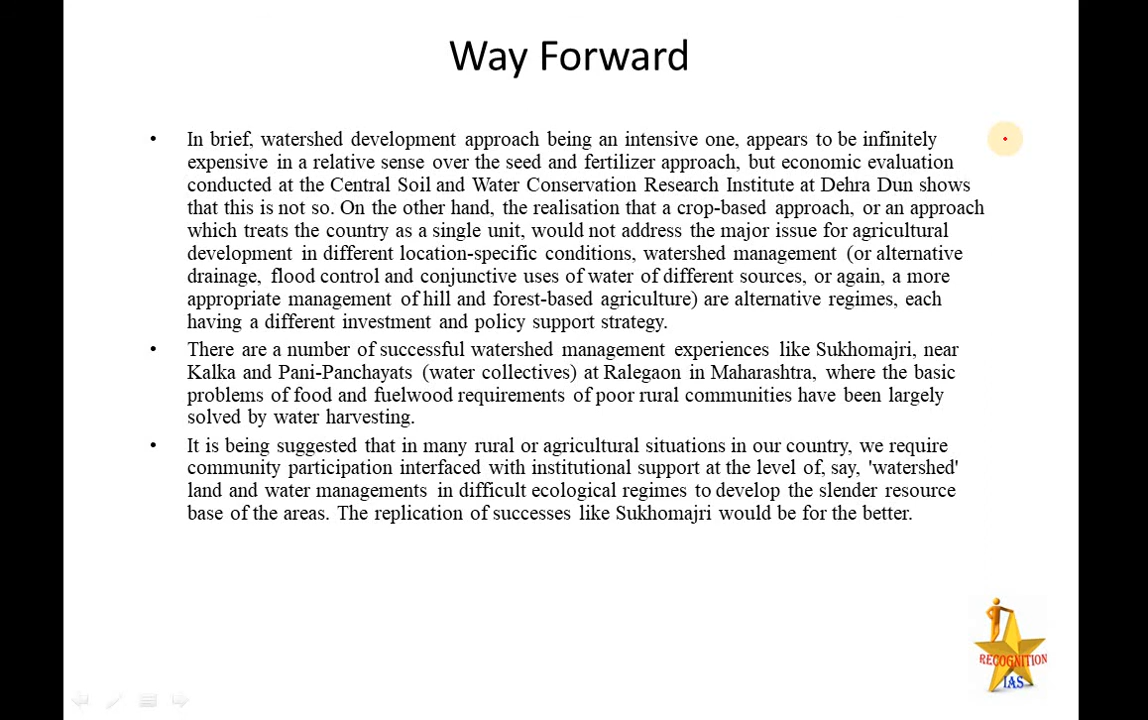 Way Forward
• In brief, watershed development approach being an intensive one, appears to be infinitely
expensive in a relative sense over the seed and fertilizer approach, but economic evaluation
conducted at the Central Soil and Water Conservation Research Institute at Dehra Dun shows
that this is not so. On the other hand, the realisation that a crop-based approach, or an approach
which treats the country as a single unit, would not address the major issue for agricultural
development in different location-specific conditions, watershed management (or alternative
drainage, flood control and conjunctive uses of water of different sources, or again, a more
appropriate management of hill and forest-based agriculture) are alternative regimes, each
having a different investment and policy support strategy.
• There are a number of successful watershed management experiences like Sukhomajri, near
Kalka and Pani-Panchayats (water collectives) at Ralegaon in Maharashtra, where the basic
problems of food and fuelwood requirements of poor rural communities have been largely
solved by water harvesting.
• It is being suggested that in many rural or agricultural situations in our country, we require
community participation interfaced with institutional support at the level of, say, 'watershed'
land and water managements in difficult ecological regimes to develop the slender resource
base of the areas. The replication of successes like Sukhomajri would be for the better.
RECOGNITION
IAS